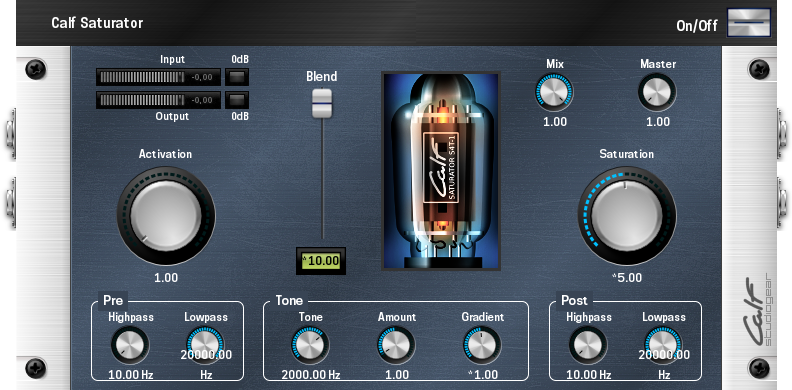 Calf Saturator
On/Off
Input 0dB
-0,00
-0,00
Output 0dB
Blend
*10.00
Calf
SATURATOR S4T-1
Mix
1.00
Master
1.00
Activation
1.00
Saturation
*5.00
Pre
Highpass
10.00 Hz
Lowpass
20000.00
Hz
Tone
Tone
2000.00 Hz
Amount
1.00
Gradient
*1.00
Post
Highpass
10.00 Hz
Lowpass
20000.00
Hz
Calf
studiogear